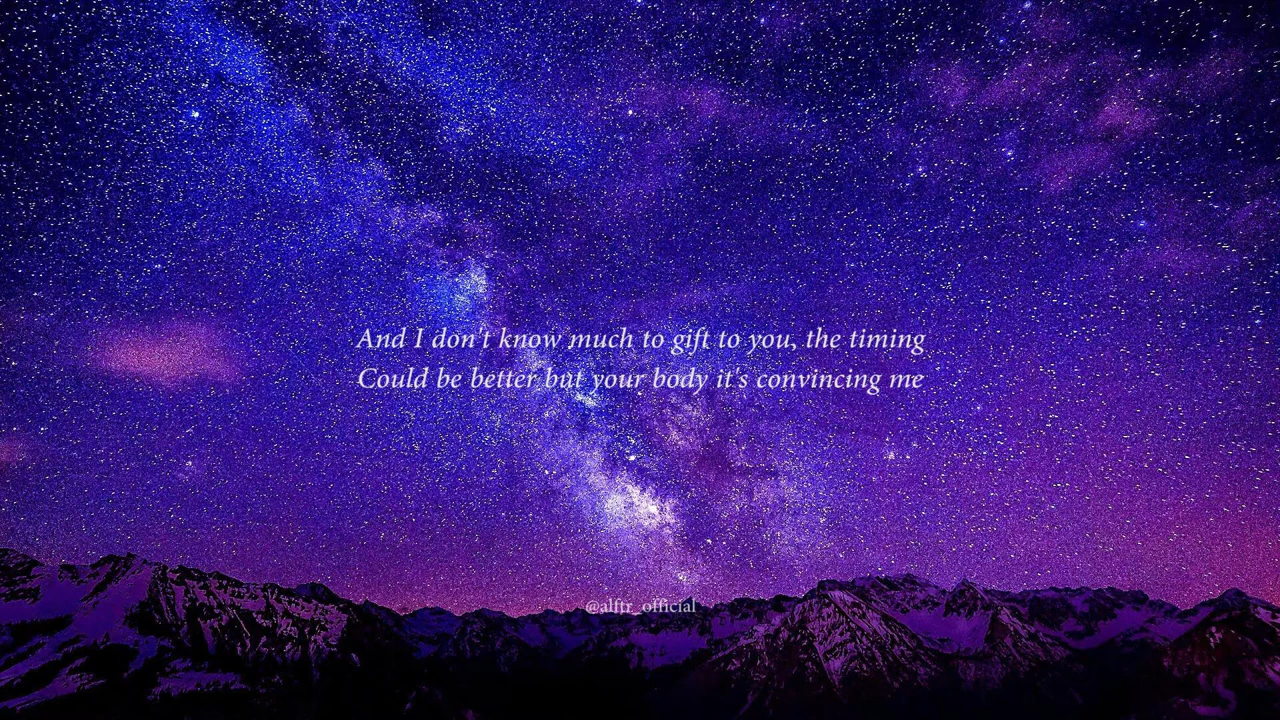 And I don't know much to gift to you, the timing
Could be better but your body it's convincing me
@alftr_official